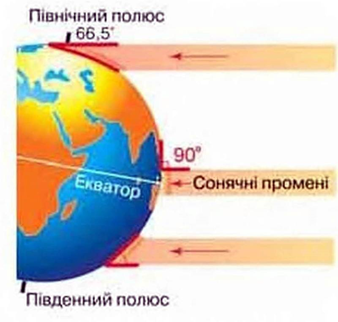 Північний полюс
66,5°
90°
Екватор
Сонячні промені
Південний полюс